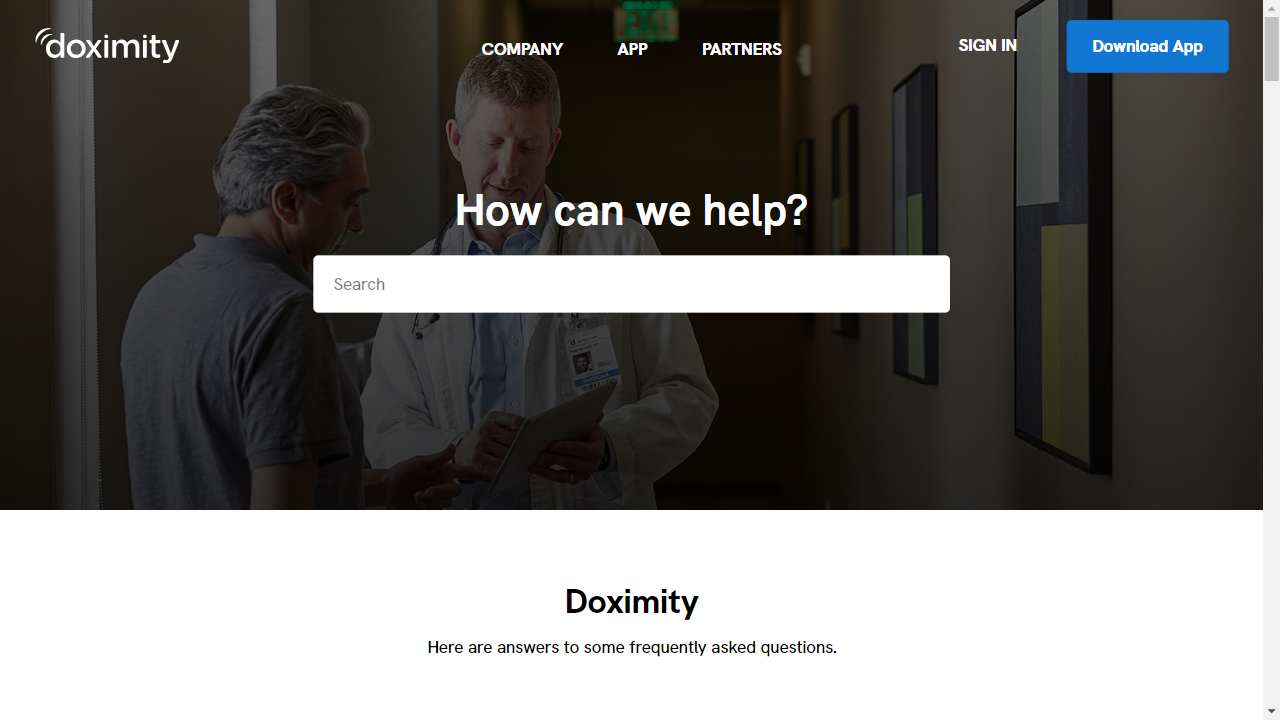 doximity
COMPANY
APP
PARTNERS
SIGN IN
Download App
EXIT
How can we help?
Search
Doximity
Here are answers to some frequently asked questions.